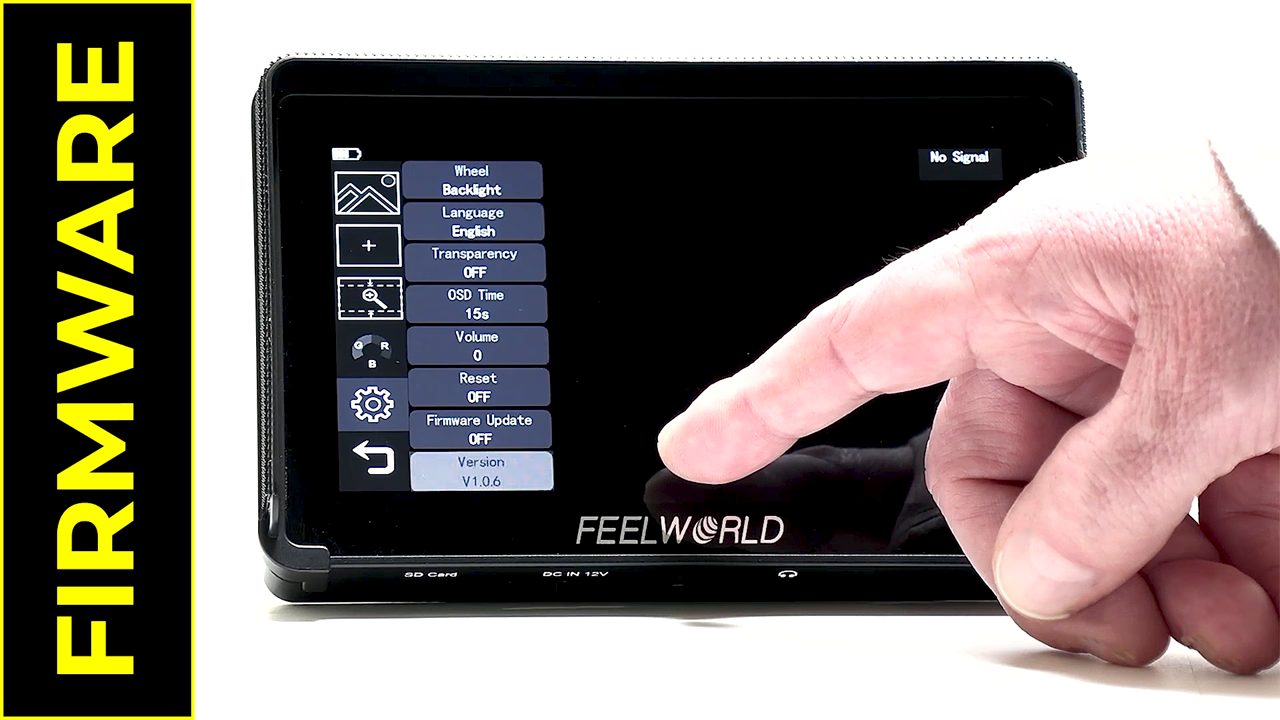 FIRMWARE
No Signal
Wheel
Backlight
Language
English
Transparency
OFF
OSD Time
15s
Volume
0
G R
B
Reset
OFF
Firmware Update
OFF
Version
V1.0.6
FEELWORLD
SD Card
DC IN 12V